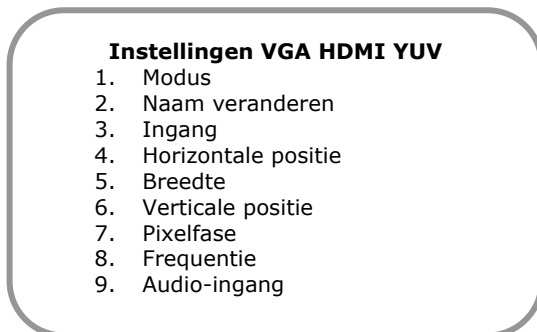 Instellingen VGA HDMI YUV
1. Modus
2. Naam veranderen
3. Ingang
4. Horizontale positie
5. Breedte
6. Verticale positie
7. Pixelfase
8. Frequentie
9. Audio-ingang